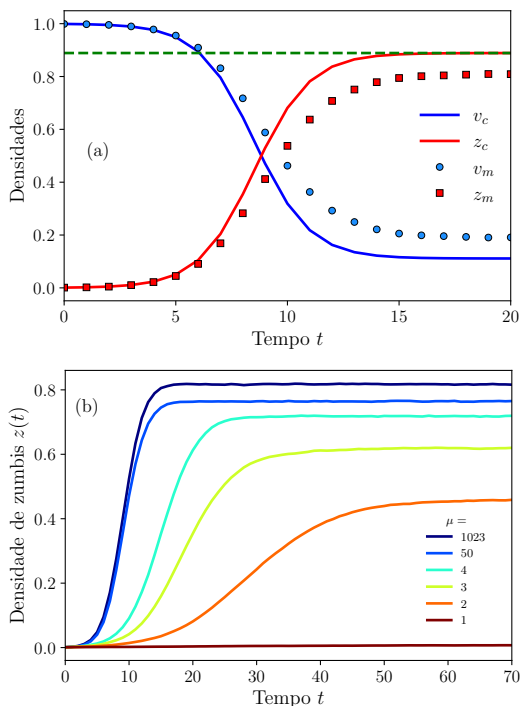 1.0
0.8
0.6
0.4
0.2
0.0
Densidades
(a)
v_c
z_c
v_m
z_m
0 5 10 15 20
Tempo t
(b)
0.8
0.6
0.4
0.2
0.0
Densidade de zumbis z(t)
μ =
1023
50
4
3
2
1
0 10 20 30 40 50 60 70
Tempo t